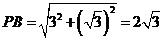 PB = √(3² + (√3)²) = 2√3